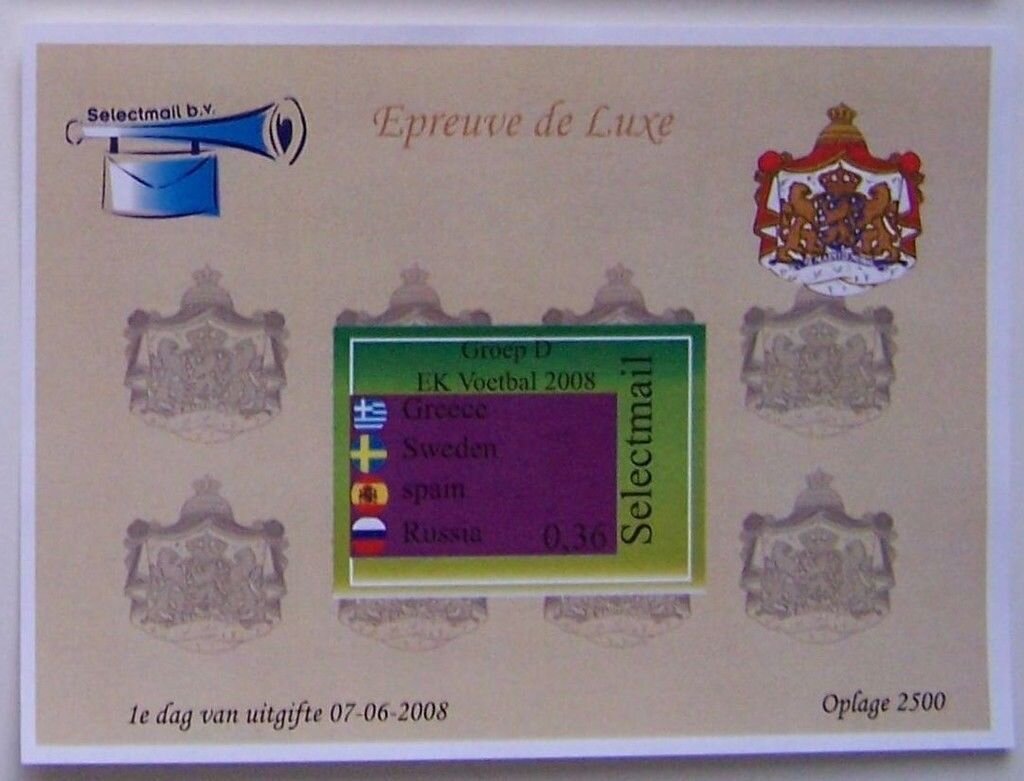 Selectmail b.v.
Epreuve de Luxe
Groep D
EK Voetbal 2008
Greece
Sweden
spain
Russia
0,36
Selectmail
1e dag van uitgifte 07-06-2008
Oplage 2500